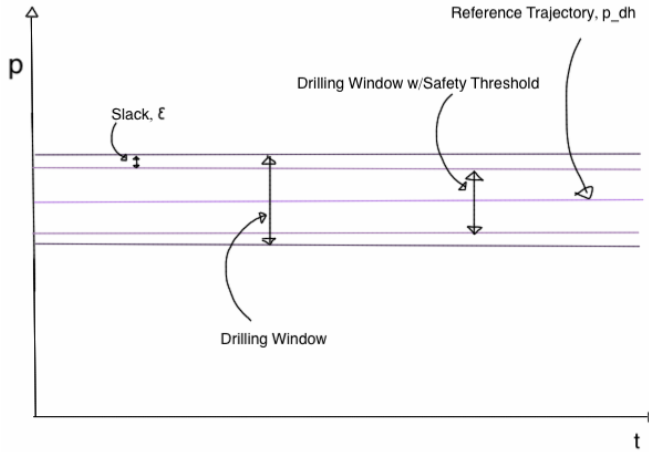 Reference Trajectory, p_dh
p
Drilling Window w/Safety Threshold
Slack, ℇ
Drilling Window
t